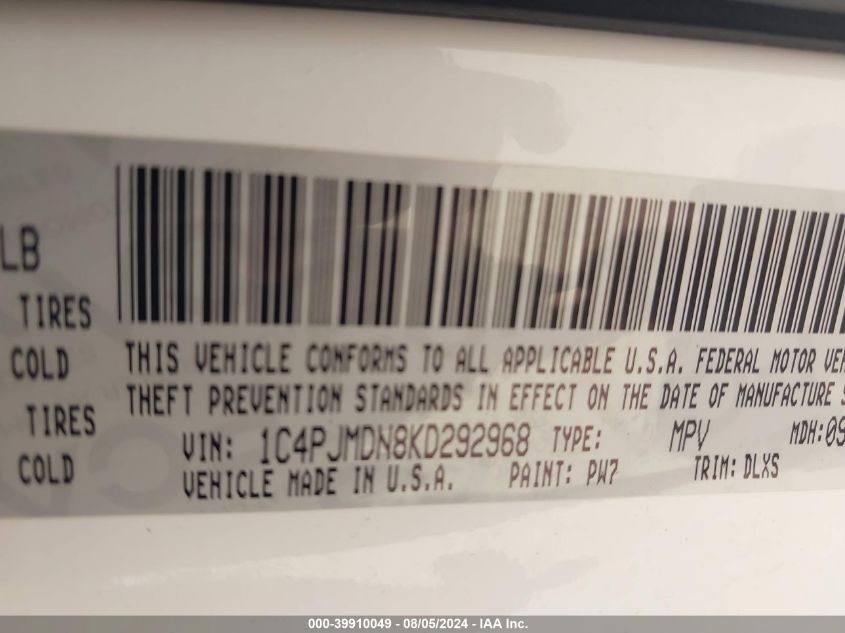 LB
TIRES
COLD
TIRES
COLD
THIS VEHICLE CONFORMS TO ALL APPLICABLE U.S.A. FEDERAL MOTOR VEH
THEFT PREVENTION STANDARDS IN EFFECT ON THE DATE OF MANUFACTURE S
VIN: 1C4PJMDN8KD292968 TYPE: MPV MDH:09
VEHICLE MADE IN U.S.A. PAINT: PW7 TRIM: DLXS
000-39910049 - 08/05/2024 - IAA Inc.